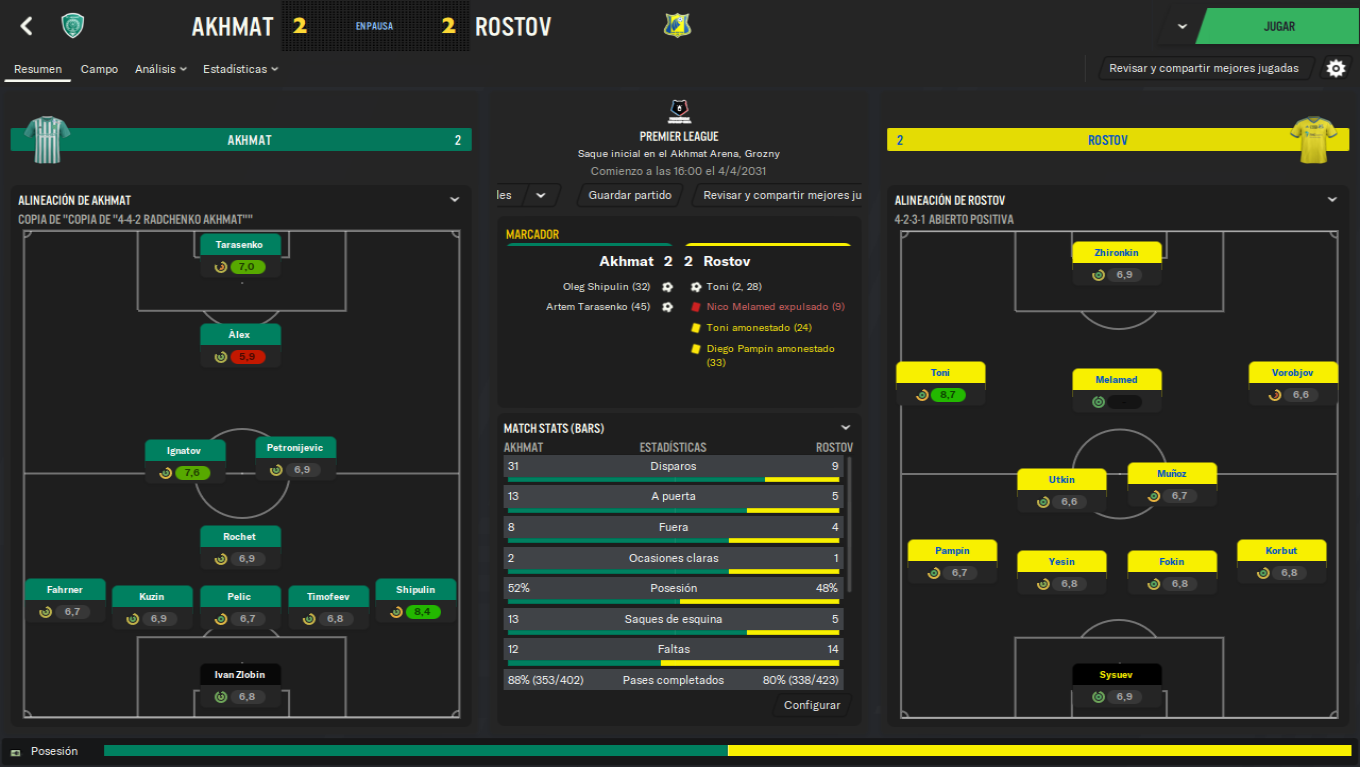 AKHMAT 2 EN PAUSA 2 ROSTOV
JUGAR
Resumen Campo Análisis Estadísticas
Revisar y compartir mejores jugadas
AKHMAT 2
ALINEACIÓN DE AKHMAT
COPIA DE "COPIA DE "4-4-2 RADCHENKO AKHMAT""
Tarasenko
7,0
Àlex
5,9
Ignatov
7,6
Petronijevic
6,9
Rochet
6,9
Fahrner
6,7
Kuzin
6,9
Pelic
6,7
Timofeev
6,8
Shipulin
8,4
Ivan Zlobin
6,8
PREMIER LEAGUE
Saque inicial en el Akhmat Arena, Grozny
Comienzo a las 16:00 el 4/4/2031
les
Guardar partido
Revisar y compartir mejores ju
MARCADOR
Akhmat 2 2 Rostov
Oleg Shipulin (32)
Artem Tarasenko (45)
Toni (2, 28)
Nico Melamed expulsado (9)
Toni amonestado (24)
Diego Pampín amonestado
(33)
MATCH STATS (BARS)
AKHMAT ESTADÍSTICAS ROSTOV
31 Disparos 9
13 A puerta 5
8 Fuera 4
2 Ocasiones claras 1
52% Posesión 48%
13 Saques de esquina 5
12 Faltas 14
88% (353/402) Pases completados 80% (338/423)
Configurar
2 ROSTOV
ALINEACIÓN DE ROSTOV
4-2-3-1 ABIERTO POSITIVA
Zhironkin
6,9
Toni
8,7
Melamed
-
Vorobjov
6,6
Utkin
6,6
Muñoz
6,7
Pampín
6,7
Yesin
6,8
Fokin
6,8
Korbut
6,8
Sysuev
6,9
Posesión